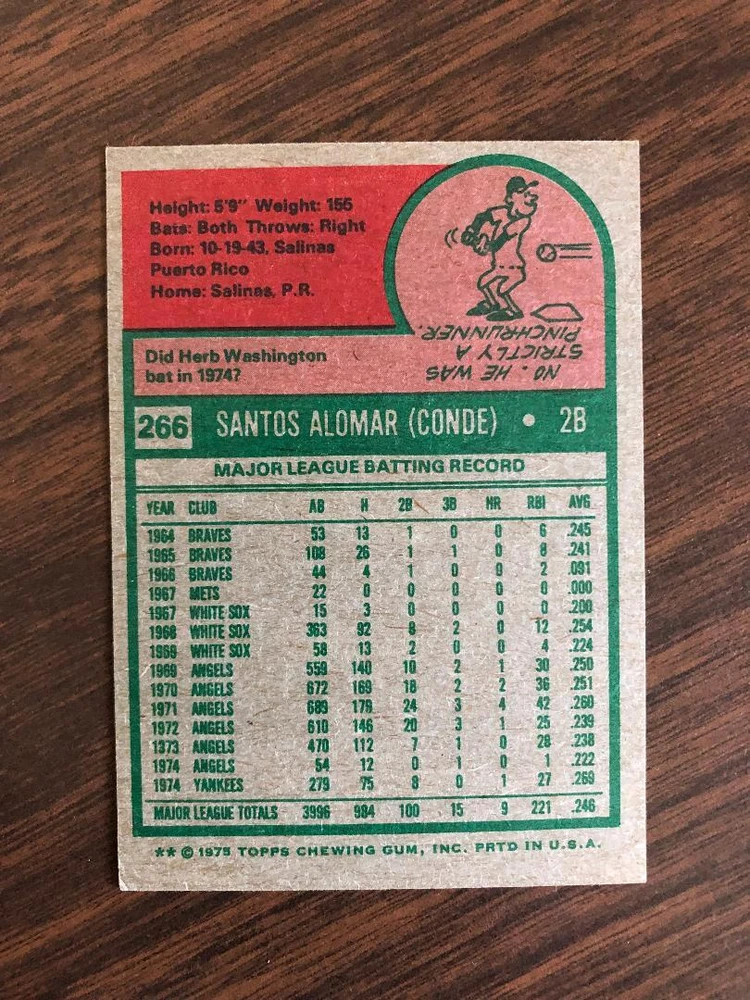 Height: 5'9" Weight: 155
Bats: Both Throws: Right
Born: 10-19-43, Salinas
Puerto Rico
Home: Salinas, P.R.
Did Herb Washington
bat in 1974?
NO. HE WAS
STRICTLY A
PINCHRUNNER.
266 SANTOS ALOMAR (CONDE) • 2B
MAJOR LEAGUE BATTING RECORD
YEAR CLUB AB H 2B 3B HR RBI AVG
1964 BRAVES 53 13 1 0 0 6 .245
1965 BRAVES 108 26 1 1 0 8 .241
1966 BRAVES 44 4 1 0 0 2 .091
1967 METS 22 0 0 0 0 0 .000
1967 WHITE SOX 15 3 0 0 0 0 .200
1968 WHITE SOX 363 92 8 2 0 12 .254
1969 WHITE SOX 58 13 2 0 0 4 .224
1969 ANGELS 559 140 10 2 1 30 .250
1970 ANGELS 672 169 18 2 2 36 .251
1971 ANGELS 689 179 24 3 4 42 .260
1972 ANGELS 610 146 20 3 1 25 .239
1973 ANGELS 470 112 7 1 0 28 .238
1974 ANGELS 54 12 0 1 0 1 .222
1974 YANKEES 279 75 8 0 1 27 .269
MAJOR LEAGUE TOTALS 3996 984 100 15 9 221 .246
** © 1975 TOPPS CHEWING GUM, INC. PRTD IN U.S.A.